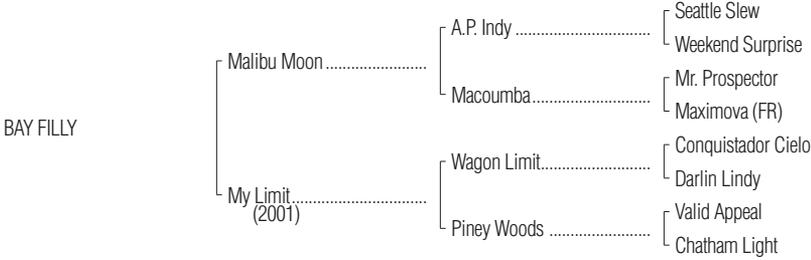 Seattle Slew
A.P. Indy ..............................
Weekend Surprise
Malibu Moon .......................
Mr. Prospector
Macoumba...........................
Maximova (FR)
BAY FILLY
Conquistador Cielo
Wagon Limit.........................
Darlin Lindy
My Limit...............................
(2001)
Valid Appeal
Piney Woods .......................
Chatham Light